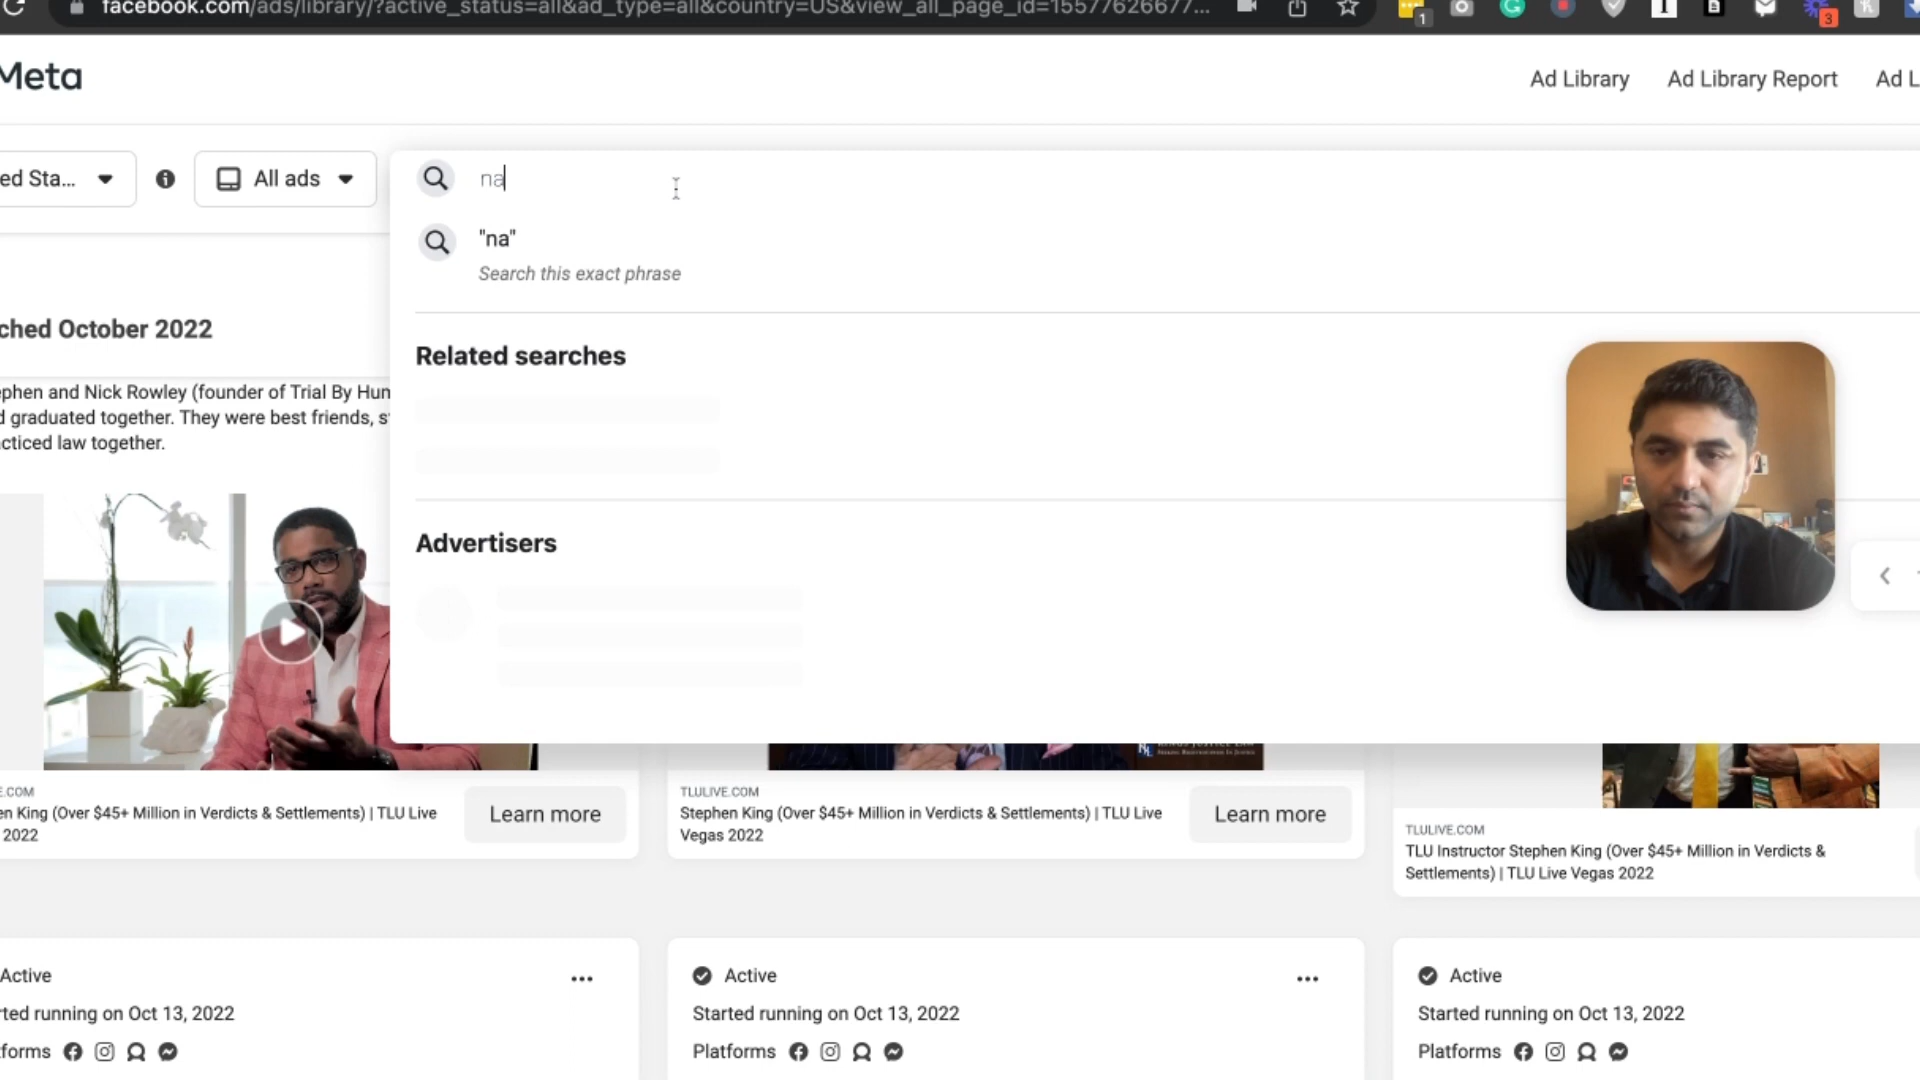 facebook.com/ads/library/?active_status=all&ad_type=all&country=US&view_all_page_id=15577626677...
1
3
Meta
Ad Library
Ad Library Report
Ad L
ed Sta...
All ads
na
"na"
Search this exact phrase
ched October 2022
Related searches
ephen and Nick Rowley (founder of Trial By Hum
d graduated together. They were best friends, s
acticed law together.
Advertisers
E.COM
en King (Over $45+ Million in Verdicts & Settlements) | TLU Live
2022
Learn more
TLULIVE.COM
Stephen King (Over $45+ Million in Verdicts & Settlements) | TLU Live
Vegas 2022
Learn more
TLULIVE.COM
TLU Instructor Stephen King (Over $45+ Million in Verdicts &
Settlements) | TLU Live Vegas 2022
Active
rted running on Oct 13, 2022
forms
Active
Started running on Oct 13, 2022
Platforms
Active
Started running on Oct 13, 2022
Platforms